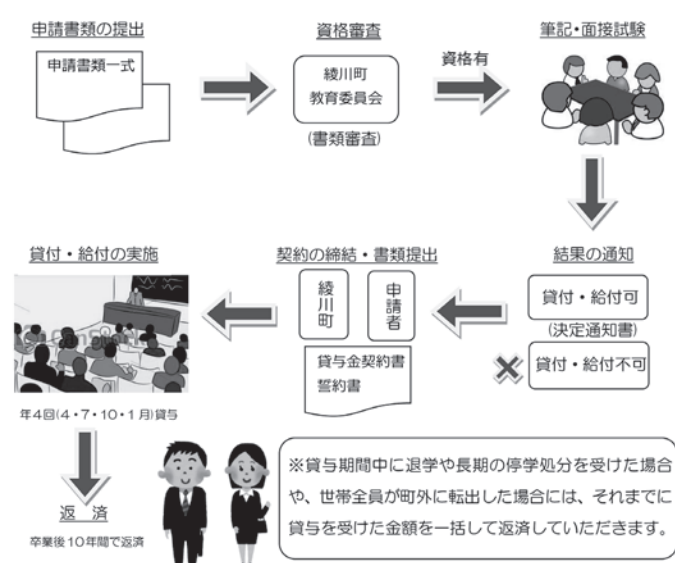 申請書類の提出
申請書類一式
資格審査
綾川町
教育委員会
(書類審査)
資格有
筆記・面接試験
結果の通知
貸付・給付可
(決定通知書)
貸付・給付不可
契約の締結・書類提出
綾川町
申請者
貸与金契約書
誓約書
貸付・給付の実施
年4回(4・7・10・1月)貸与
返　済
卒業後10年間で返済
※貸与期間中に退学や長期の停学処分を受けた場合
や、世帯全員が町外に転出した場合には、それまでに
貸与を受けた金額を一括して返済していただきます。